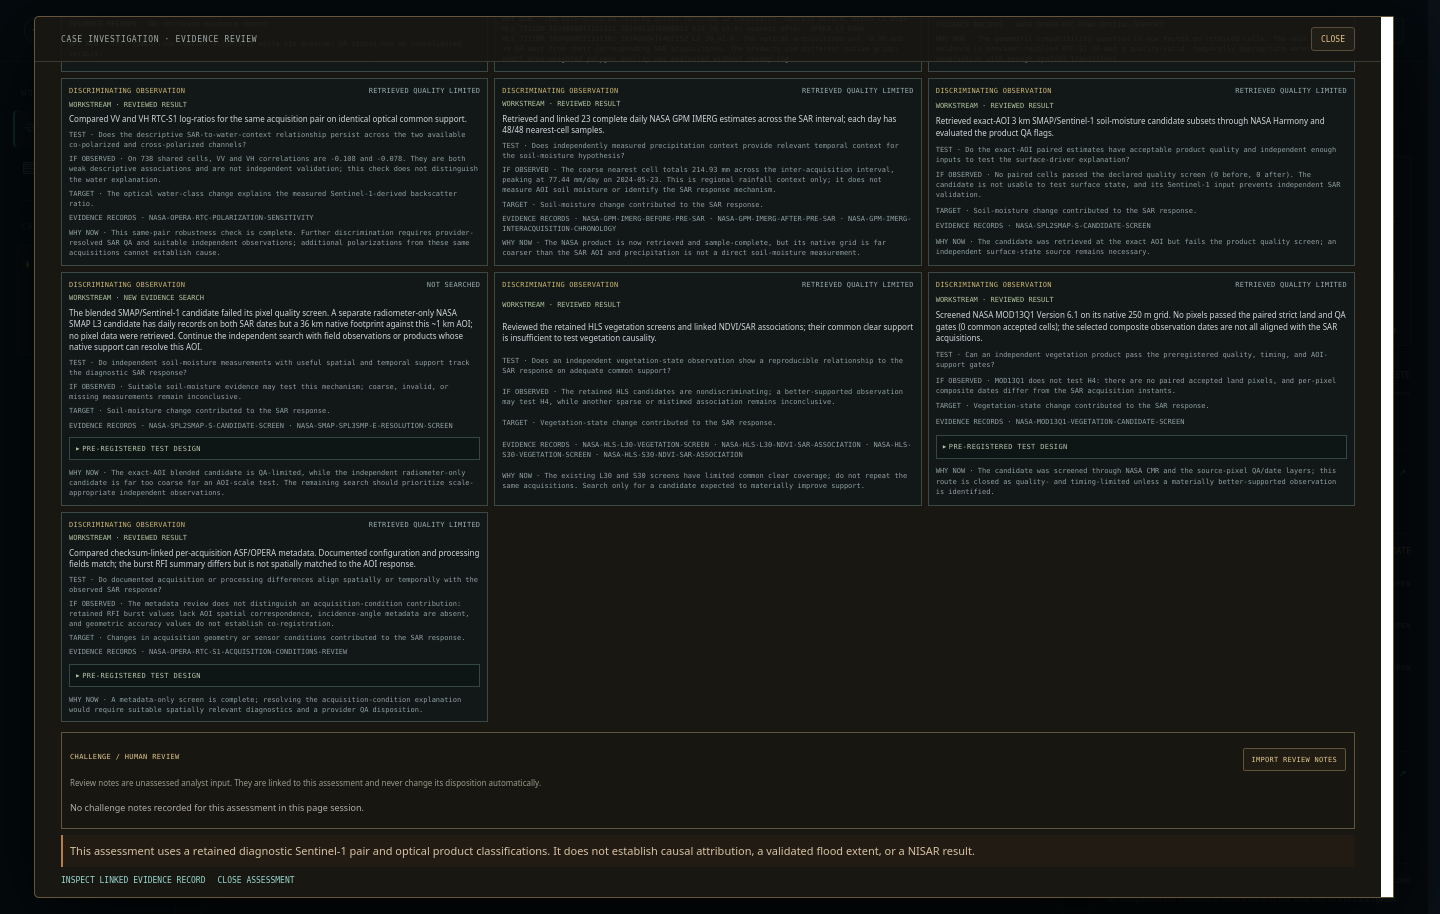 CASE INVESTIGATION · EVIDENCE REVIEW
CLOSE
DISCRIMINATING OBSERVATION
RETRIEVED QUALITY LIMITED
WORKSTREAM · REVIEWED RESULT
Compared VV and VH RTC-S1 log-ratios for the same acquisition pair on identical optical common support.
TEST · Does the descriptive SAR-to-water-context relationship persist across the two available
co-polarized and cross-polarized channels?
IF OBSERVED · On 738 shared cells, VV and VH correlations are -0.108 and -0.078. They are both
weak descriptive associations and are not independent validation; this check does not distinguish
the water explanation.
TARGET · The optical water-class change explains the measured Sentinel-1-derived backscatter
ratio.
EVIDENCE RECORDS · NASA-OPERA-RTC-POLARIZATION-SENSITIVITY
WHY NOW · This same-pair robustness check is complete. Further discrimination requires provider-
resolved SAR QA and suitable independent observations; additional polarizations from these same
acquisitions cannot establish cause.
DISCRIMINATING OBSERVATION
RETRIEVED QUALITY LIMITED
WORKSTREAM · REVIEWED RESULT
Retrieved and linked 23 complete daily NASA GPM IMERG estimates across the SAR interval; each day has
48/48 nearest-cell samples.
TEST · Does independently measured precipitation context provide relevant temporal context for
the soil-moisture hypothesis?
IF OBSERVED · The coarse nearest cell totals 214.93 mm across the inter-acquisition interval,
peaking at 77.44 mm/day on 2024-05-23. This is regional rainfall context only; it does not
measure AOI soil moisture or identify the SAR response mechanism.
TARGET · Soil-moisture change contributed to the SAR response.
EVIDENCE RECORDS · NASA-GPM-IMERG-BEFORE-PRE-SAR · NASA-GPM-IMERG-AFTER-PRE-SAR · NASA-GPM-IMERG-
INTERACQUISITION-CHRONOLOGY
WHY NOW · The NASA product is now retrieved and sample-complete, but its native grid is far
coarser than the SAR AOI and precipitation is not a direct soil-moisture measurement.
DISCRIMINATING OBSERVATION
RETRIEVED QUALITY LIMITED
WORKSTREAM · REVIEWED RESULT
Retrieved exact-AOI 3 km SMAP/Sentinel-1 soil-moisture candidate subsets through NASA Harmony and
evaluated the product QA flags.
TEST · Do the exact-AOI paired estimates have acceptable product quality and independent enough
inputs to test the surface-driver explanation?
IF OBSERVED · No paired cells passed the declared quality screen (0 before, 0 after). The
candidate is not usable to test surface state, and its Sentinel-1 input prevents independent SAR
validation.
TARGET · Soil-moisture change contributed to the SAR response.
EVIDENCE RECORDS · NASA-SPL2SMAP-S-CANDIDATE-SCREEN
WHY NOW · The candidate was retrieved at the exact AOI but fails the product quality screen; an
independent surface-state source remains necessary.
DISCRIMINATING OBSERVATION
NOT SEARCHED
WORKSTREAM · NEW EVIDENCE SEARCH
The blended SMAP/Sentinel-1 candidate failed its pixel quality screen. A separate radiometer-only NASA
SMAP L3 candidate has daily records on both SAR dates but a 36 km native footprint against this ~1 km AOI;
no pixel data were retrieved. Continue the independent search with field observations or products whose
native support can resolve this AOI.
TEST · Do independent soil-moisture measurements with useful spatial and temporal support track
the diagnostic SAR response?
IF OBSERVED · Suitable soil-moisture evidence may test this mechanism; coarse, invalid, or
missing measurements remain inconclusive.
TARGET · Soil-moisture change contributed to the SAR response.
EVIDENCE RECORDS · NASA-SPL2SMAP-S-CANDIDATE-SCREEN · NASA-SMAP-SPL3SMP-E-RESOLUTION-SCREEN
▸ PRE-REGISTERED TEST DESIGN
WHY NOW · The exact-AOI blended candidate is QA-limited, while the independent radiometer-only
candidate is far too coarse for an AOI-scale test. The remaining search should prioritize scale-
appropriate independent observations.
DISCRIMINATING OBSERVATION
RETRIEVED QUALITY LIMITED
WORKSTREAM · REVIEWED RESULT
Reviewed the retained HLS vegetation screens and linked NDVI/SAR associations; their common clear support
is insufficient to test vegetation causality.
TEST · Does an independent vegetation-state observation show a reproducible relationship to the
SAR response on adequate common support?
IF OBSERVED · The retained HLS candidates are nondiscriminating; a better-supported observation
may test H4, while another sparse or mistimed association remains inconclusive.
TARGET · Vegetation-state change contributed to the SAR response.
EVIDENCE RECORDS · NASA-HLS-L30-VEGETATION-SCREEN · NASA-HLS-L30-NDVI-SAR-ASSOCIATION · NASA-HLS-
S30-VEGETATION-SCREEN · NASA-HLS-S30-NDVI-SAR-ASSOCIATION
WHY NOW · The existing L30 and S30 screens have limited common clear coverage; do not repeat the
same acquisitions. Search only for a candidate expected to materially improve support.
DISCRIMINATING OBSERVATION
RETRIEVED QUALITY LIMITED
WORKSTREAM · REVIEWED RESULT
Screened NASA MOD13Q1 Version 6.1 on its native 250 m grid. No pixels passed the paired strict land and QA
gates (0 common accepted cells); the selected composite observation dates are not all aligned with the SAR
acquisitions.
TEST · Can an independent vegetation product pass the preregistered quality, timing, and AOI-
support gates?
IF OBSERVED · MOD13Q1 does not test H4: there are no paired accepted land pixels, and per-pixel
composite dates differ from the SAR acquisition instants.
TARGET · Vegetation-state change contributed to the SAR response.
EVIDENCE RECORDS · NASA-MOD13Q1-VEGETATION-CANDIDATE-SCREEN
▸ PRE-REGISTERED TEST DESIGN
WHY NOW · The candidate was screened through NASA CMR and the source-pixel QA/date layers; this
route is closed as quality- and timing-limited unless a materially better-supported observation
is identified.
DISCRIMINATING OBSERVATION
RETRIEVED QUALITY LIMITED
WORKSTREAM · REVIEWED RESULT
Compared checksum-linked per-acquisition ASF/OPERA metadata. Documented configuration and processing
fields match; the burst RFI summary differs but is not spatially matched to the AOI response.
TEST · Do documented acquisition or processing differences align spatially or temporally with the
observed SAR response?
IF OBSERVED · The metadata review does not distinguish an acquisition-condition contribution:
retained RFI burst values lack AOI spatial correspondence, incidence-angle metadata are absent,
and geometric accuracy values do not establish co-registration.
TARGET · Changes in acquisition geometry or sensor conditions contributed to the SAR response.
EVIDENCE RECORDS · NASA-OPERA-RTC-S1-ACQUISITION-CONDITIONS-REVIEW
▸ PRE-REGISTERED TEST DESIGN
WHY NOW · A metadata-only screen is complete; resolving the acquisition-condition explanation
would require suitable spatially relevant diagnostics and a provider QA disposition.
CHALLENGE / HUMAN REVIEW
IMPORT REVIEW NOTES
Review notes are unassessed analyst input. They are linked to this assessment and never change its disposition automatically.
No challenge notes recorded for this assessment in this page session.
This assessment uses a retained diagnostic Sentinel-1 pair and optical product classifications. It does not establish causal attribution, a validated flood extent, or a NISAR result.
INSPECT LINKED EVIDENCE RECORD
CLOSE ASSESSMENT